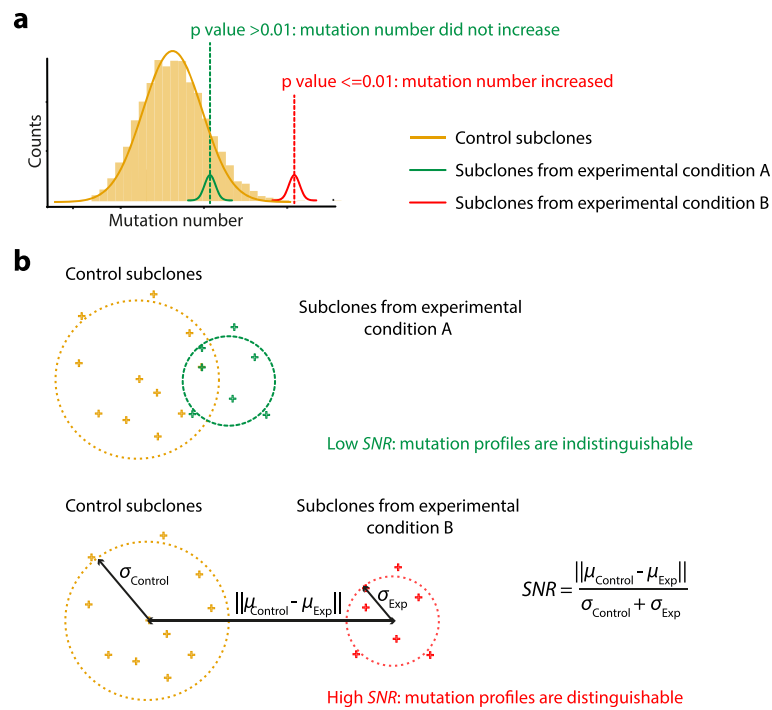 a
p value >0.01: mutation number did not increase
p value <=0.01: mutation number increased
Counts
Mutation number
Control subclones
Subclones from experimental condition A
Subclones from experimental condition B
b
Control subclones
Subclones from experimental
condition A
Low SNR: mutation profiles are indistinguishable
Control subclones
Subclones from experimental
condition B
σControl
||μControl - μExp||
σExp
SNR = ||μControl - μExp|| / σControl + σExp
High SNR: mutation profiles are distinguishable